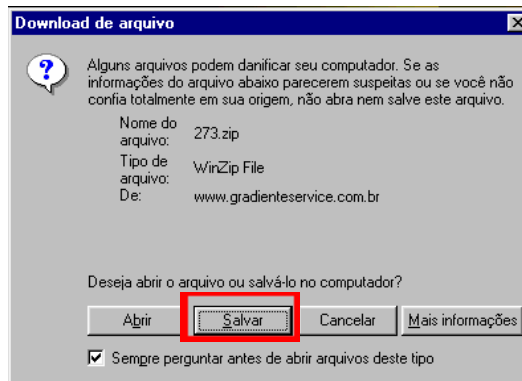 Download de arquivo
Alguns arquivos podem danificar seu computador. Se as
informações do arquivo abaixo parecerem suspeitas ou se você não
confia totalmente em sua origem, não abra nem salve este arquivo.
Nome do
arquivo: 273.zip
Tipo de
arquivo: WinZip File
De: www.gradienteservice.com.br
Deseja abrir o arquivo ou salvá-lo no computador?
Abrir Salvar Cancelar Mais informações
Sempre perguntar antes de abrir arquivos deste tipo